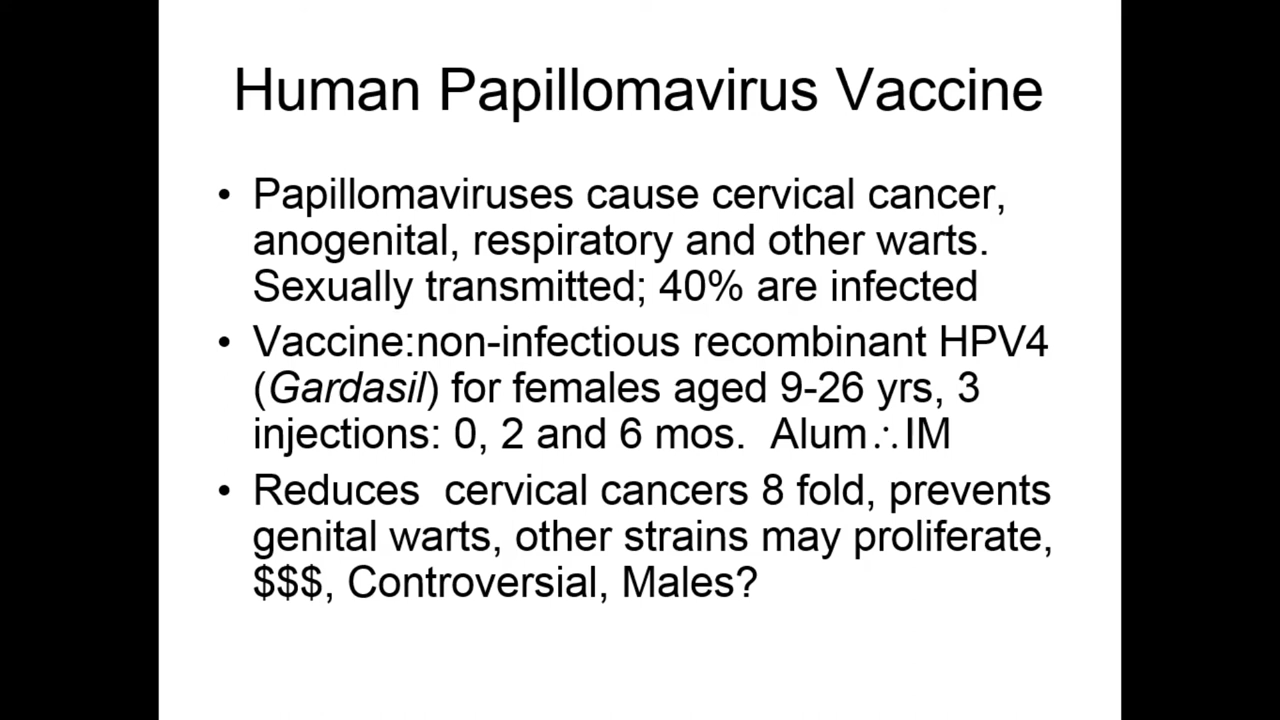 Human Papillomavirus Vaccine
• Papillomaviruses cause cervical cancer,
anogenital, respiratory and other warts.
Sexually transmitted; 40% are infected
• Vaccine:non-infectious recombinant HPV4
(Gardasil) for females aged 9-26 yrs, 3
injections: 0, 2 and 6 mos.  Alum∴IM
• Reduces  cervical cancers 8 fold, prevents
genital warts, other strains may proliferate,
$$$, Controversial, Males?